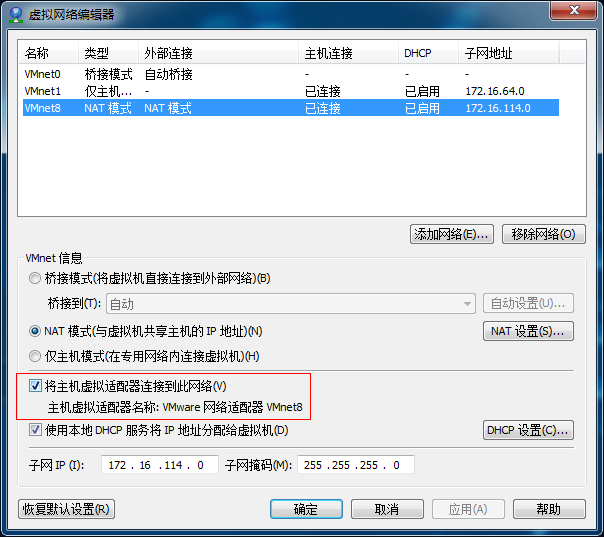 虚拟网络编辑器
名称 类型 外部连接 主机连接 DHCP 子网地址
VMnet0 桥接模式 自动桥接 - - -
VMnet1 仅主机... - 已连接 已启用 172.16.64.0
VMnet8 NAT 模式 NAT 模式 已连接 已启用 172.16.114.0
添加网络(E)... 移除网络(O)
VMnet 信息
桥接模式(将虚拟机直接连接到外部网络)(B)
桥接到(T): 自动 自动设置(U)...
NAT 模式(与虚拟机共享主机的 IP 地址)(N) NAT 设置(S)...
仅主机模式(在专用网络内连接虚拟机)(H)
将主机虚拟适配器连接到此网络(V)
主机虚拟适配器名称: VMware 网络适配器 VMnet8
使用本地 DHCP 服务将 IP 地址分配给虚拟机(D) DHCP 设置(C)...
子网 IP (I): 172 . 16 .114 . 0 子网掩码(M): 255 .255 .255 . 0
恢复默认设置(R) 确定 取消 应用(A) 帮助